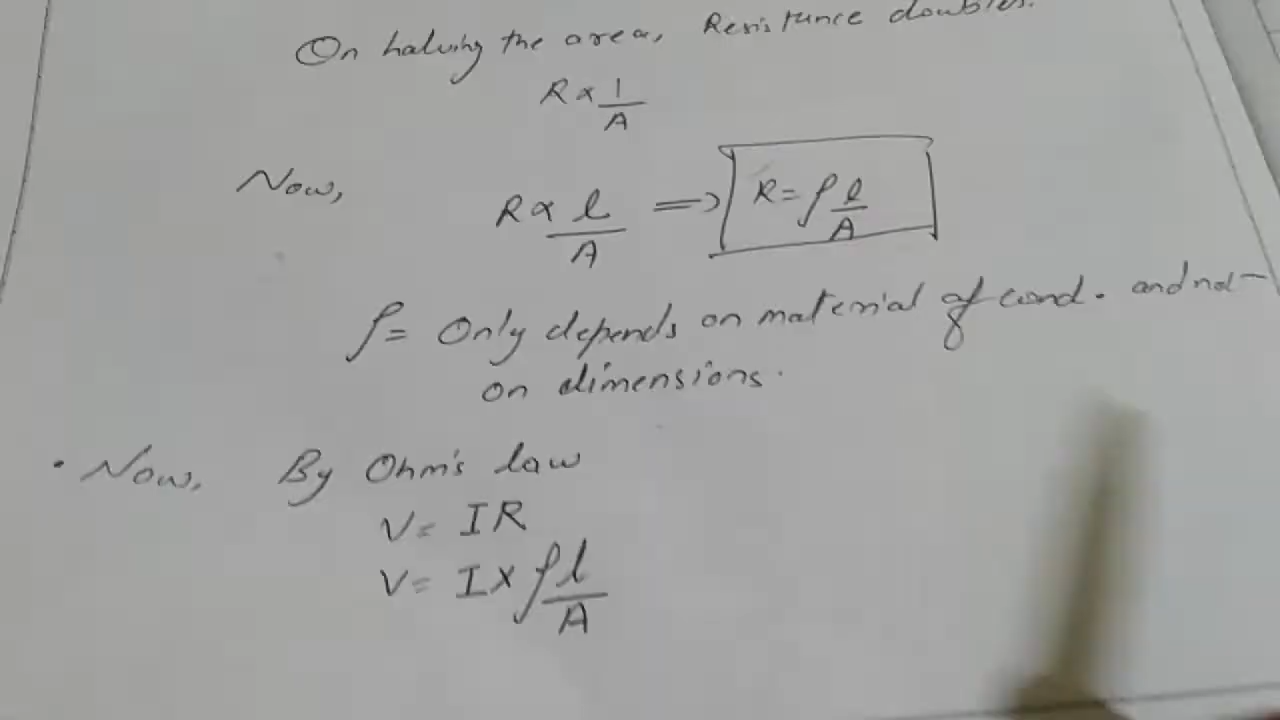 On halving the area, Resistance doubles.
R ∝ 1/A
Now,
R ∝ l/A ⇒ R = ρ l/A
ρ = Only depends on material of cond. and not
on dimensions.
• Now, By Ohm's law
V = IR
V = I × ρl/A